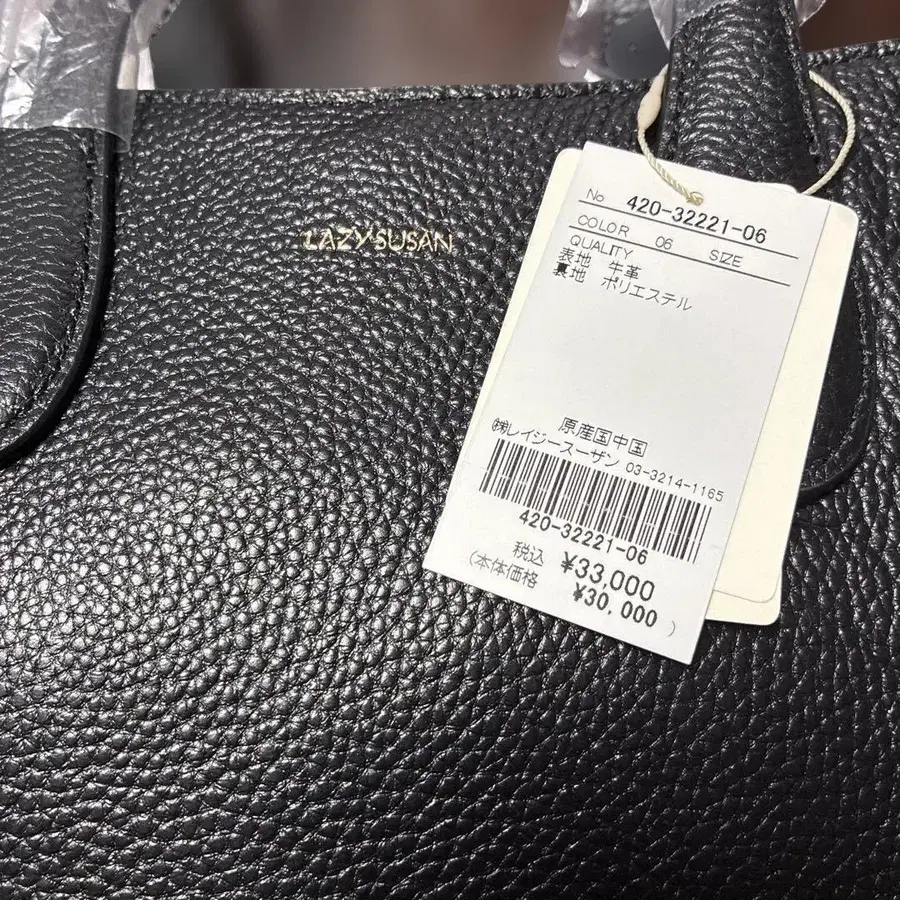 LAZY SUSAN
No 420-32221-06
COLOR 06 SIZE
QUALITY
表地 牛革
裏地 ポリエステル
原産国中国
㈱レイジースーザン 03-3214-1165
420-32221-06
税込 ¥33,000
(本体価格 ¥30,000 )